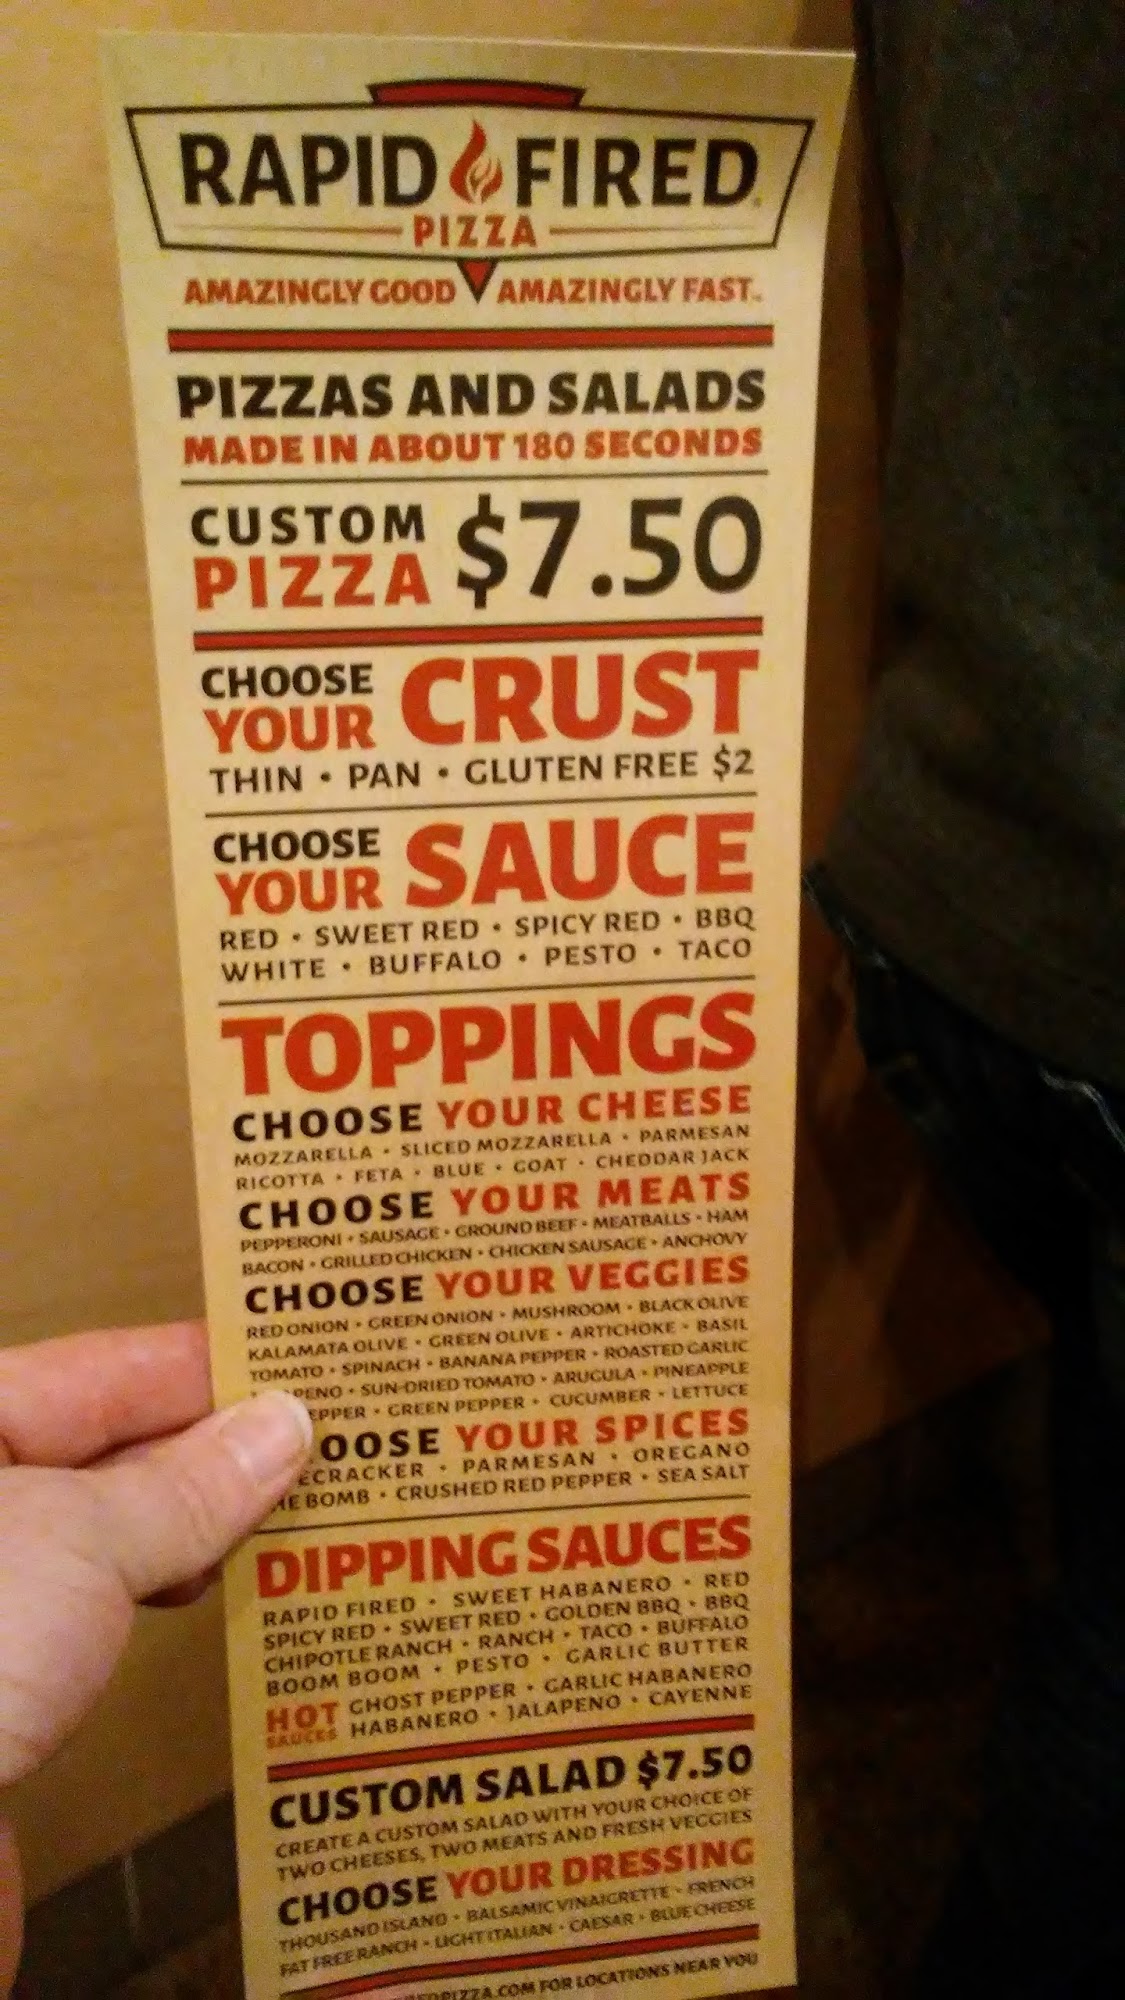 RAPID FIRED
PIZZA
AMAZINGLY GOOD AMAZINGLY FAST.
PIZZAS AND SALADS
MADE IN ABOUT 180 SECONDS
CUSTOM PIZZA $7.50
CHOOSE YOUR CRUST
THIN • PAN • GLUTEN FREE $2
CHOOSE YOUR SAUCE
RED • SWEET RED • SPICY RED • BBQ
WHITE • BUFFALO • PESTO • TACO
TOPPINGS
CHOOSE YOUR CHEESE
MOZZARELLA • SLICED MOZZARELLA • PARMESAN
RICOTTA • FETA • BLUE • GOAT • CHEDDAR JACK
CHOOSE YOUR MEATS
PEPPERONI • SAUSAGE • GROUND BEEF • MEATBALLS • HAM
BACON • GRILLED CHICKEN • CHICKEN SAUSAGE • ANCHOVY
CHOOSE YOUR VEGGIES
RED ONION • GREEN ONION • MUSHROOM • BLACK OLIVE
KALAMATA OLIVE • GREEN OLIVE • ARTICHOKE • BASIL
TOMATO • SPINACH • BANANA PEPPER • ROASTED GARLIC
PENO • SUN-DRIED TOMATO • ARUGULA • PINEAPPLE
EPPER • GREEN PEPPER • CUCUMBER • LETTUCE
OOSE YOUR SPICES
ECRACKER • PARMESAN • OREGANO
HE BOMB • CRUSHED RED PEPPER • SEA SALT
DIPPING SAUCES
RAPID FIRED • SWEET HABANERO • RED
SPICY RED • SWEET RED • GOLDEN BBQ • BBQ
CHIPOTLE RANCH • RANCH • TACO • BUFFALO
BOOM BOOM • PESTO • GARLIC BUTTER
HOT SAUCES GHOST PEPPER • GARLIC HABANERO
HABANERO • JALAPENO • CAYENNE
CUSTOM SALAD $7.50
CREATE A CUSTOM SALAD WITH YOUR CHOICE OF
TWO CHEESES, TWO MEATS AND FRESH VEGGIES
CHOOSE YOUR DRESSING
THOUSAND ISLAND • BALSAMIC VINAIGRETTE • FRENCH
FAT FREE RANCH • LIGHT ITALIAN • CAESAR • BLUE CHEESE
EDPIZZA.COM FOR LOCATIONS NEAR YOU